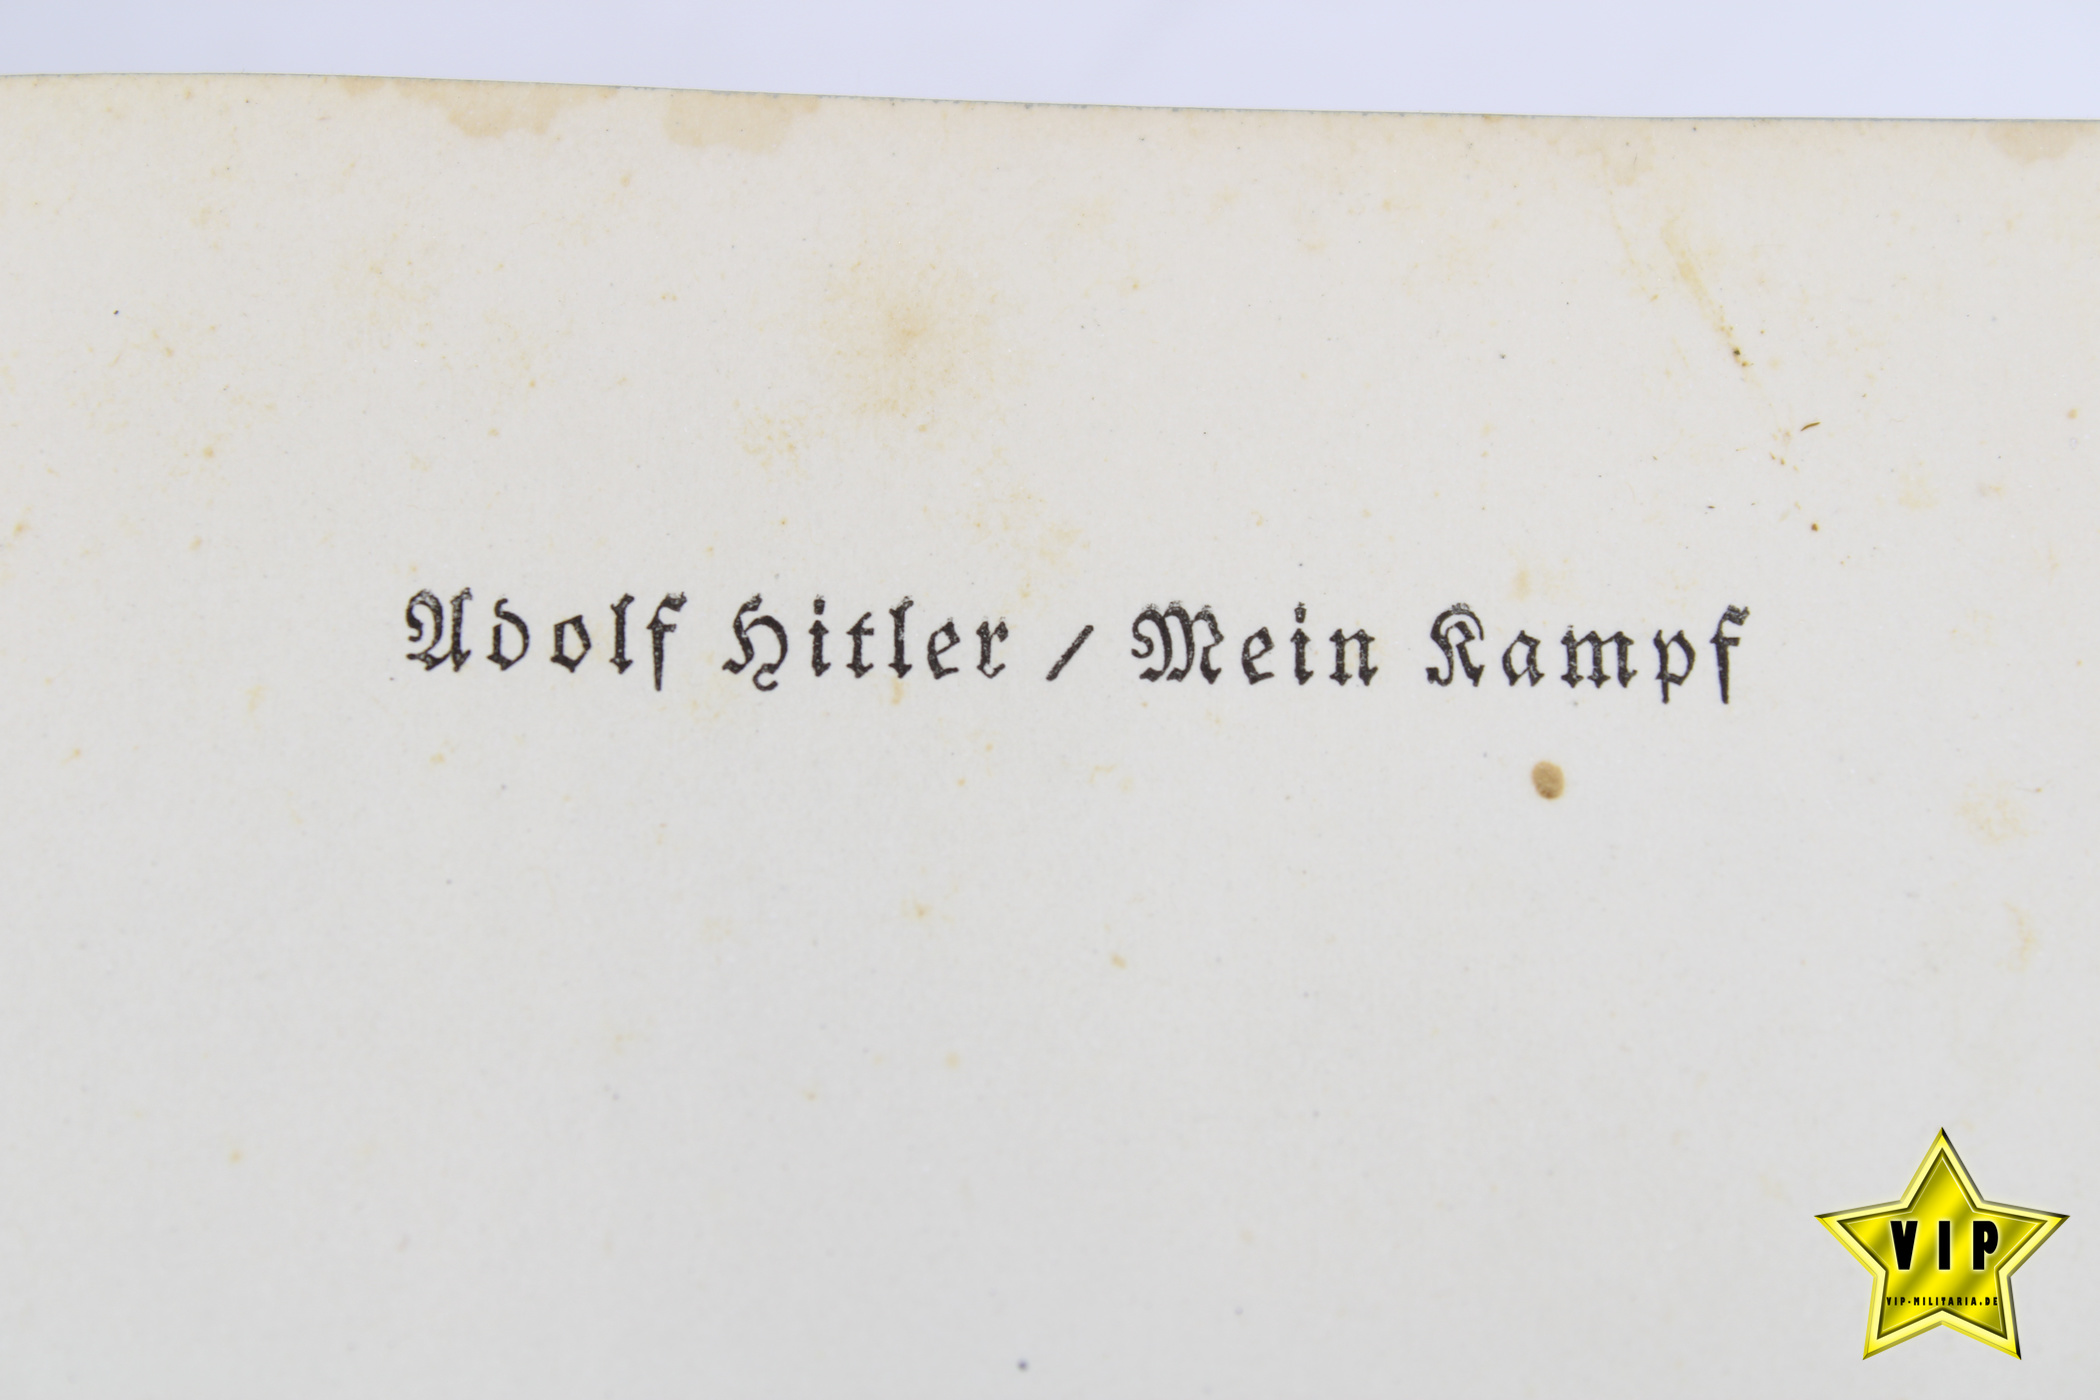 Adolf Hitler / Mein Kampf
VIP
VIP-MILITARIA.DE